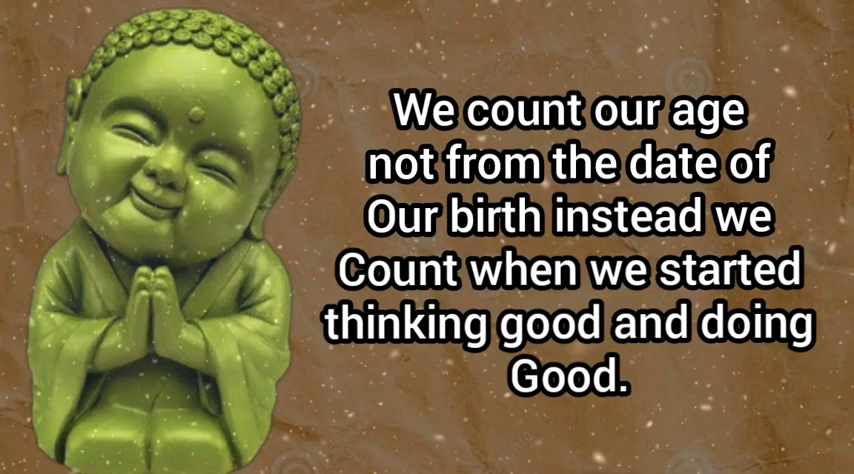 We count our age
not from the date of
Our birth instead we
Count when we started
thinking good and doing
Good.